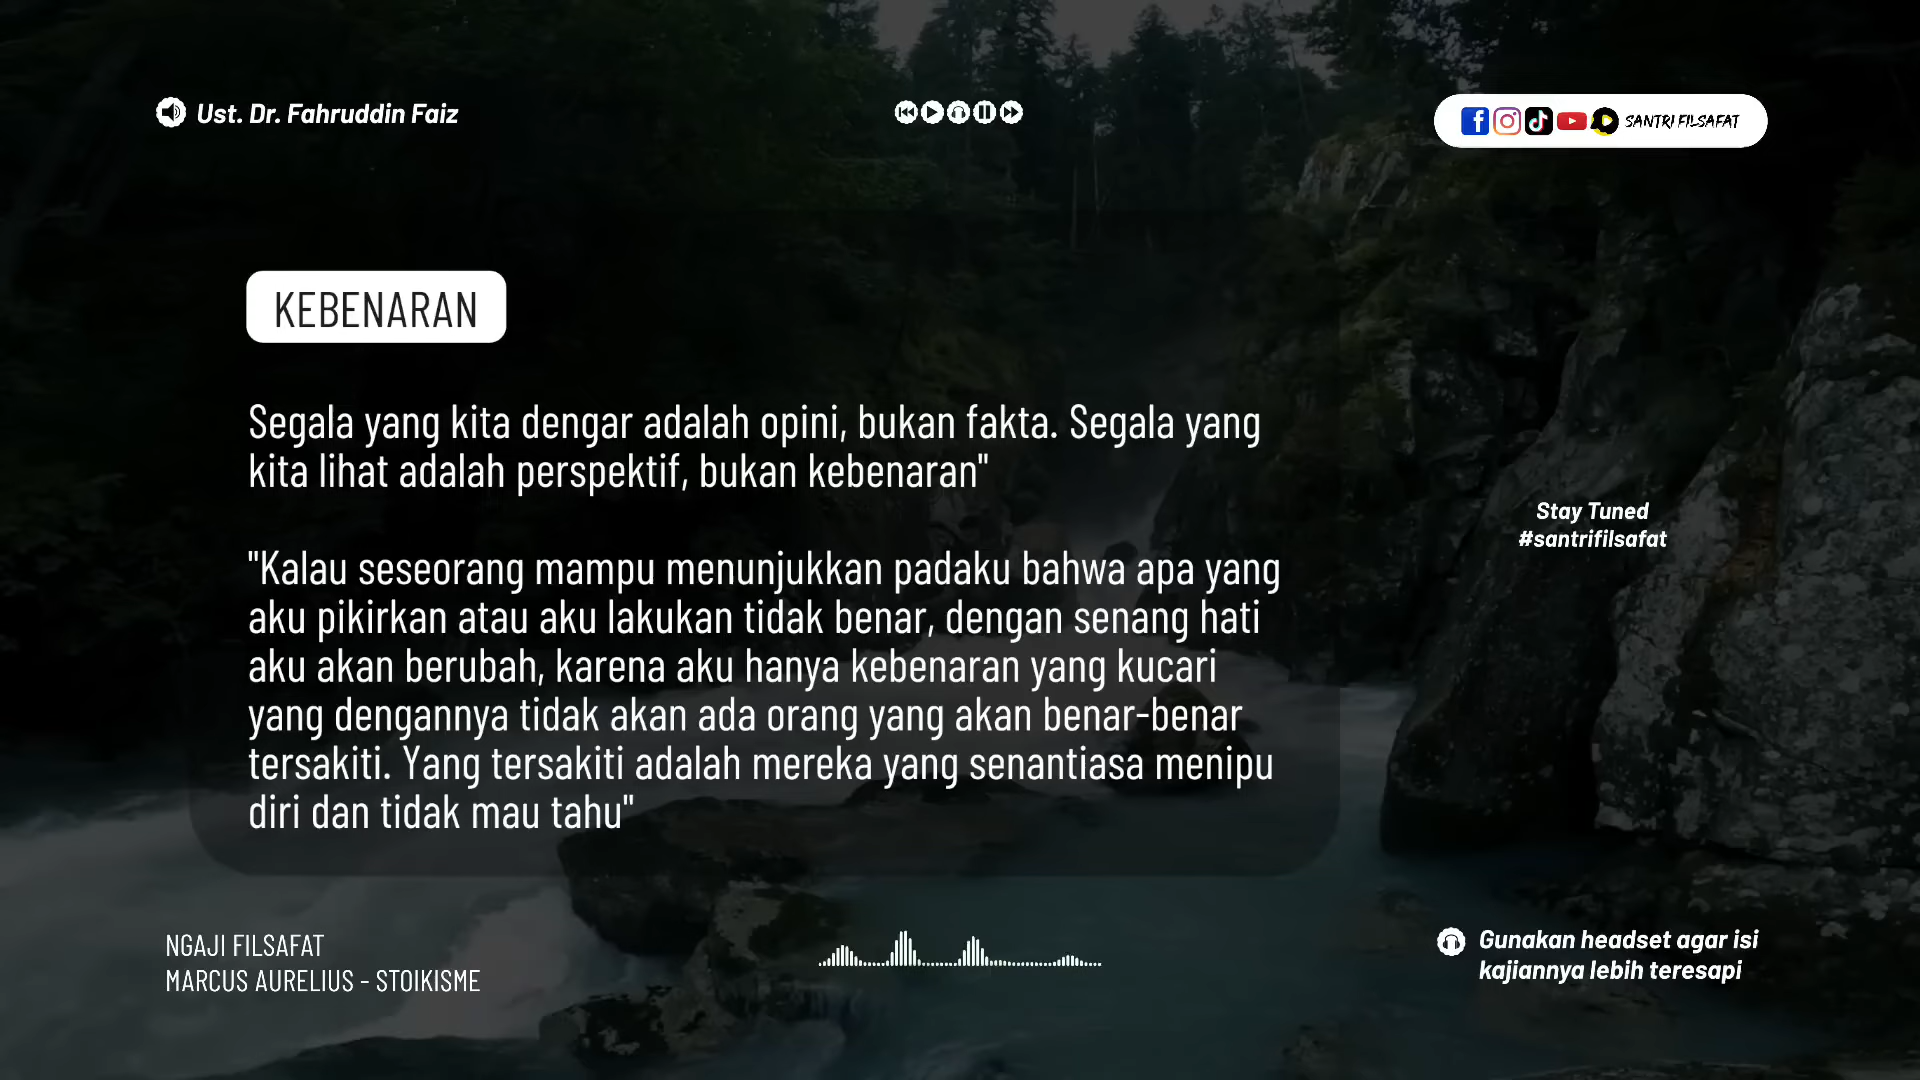 Ust. Dr. Fahruddin Faiz
SANTRI FILSAFAT
KEBENARAN
Segala yang kita dengar adalah opini, bukan fakta. Segala yang
kita lihat adalah perspektif, bukan kebenaran"
"Kalau seseorang mampu menunjukkan padaku bahwa apa yang
aku pikirkan atau aku lakukan tidak benar, dengan senang hati
aku akan berubah, karena aku hanya kebenaran yang kucari
yang dengannya tidak akan ada orang yang akan benar-benar
tersakiti. Yang tersakiti adalah mereka yang senantiasa menipu
diri dan tidak mau tahu"
Stay Tuned
#santrifilsafat
NGAJI FILSAFAT
MARCUS AURELIUS - STOIKISME
Gunakan headset agar isi
kajiannya lebih teresapi